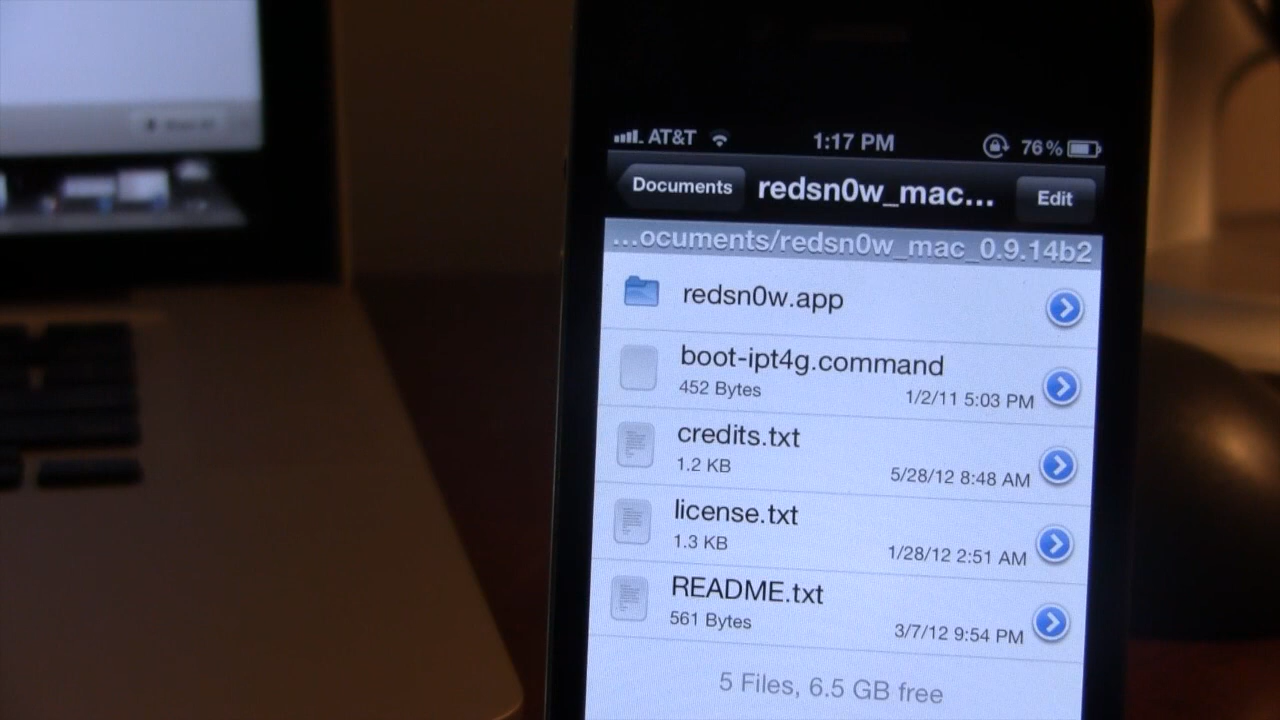 AT&T 1:17 PM 76%
Documents redsn0w_mac... Edit
...ocuments/redsn0w_mac_0.9.14b2
redsn0w.app
boot-ipt4g.command
452 Bytes 1/2/11 5:03 PM
credits.txt
1.2 KB 5/28/12 8:48 AM
license.txt
1.3 KB 1/28/12 2:51 AM
README.txt
561 Bytes 3/7/12 9:54 PM
5 Files, 6.5 GB free